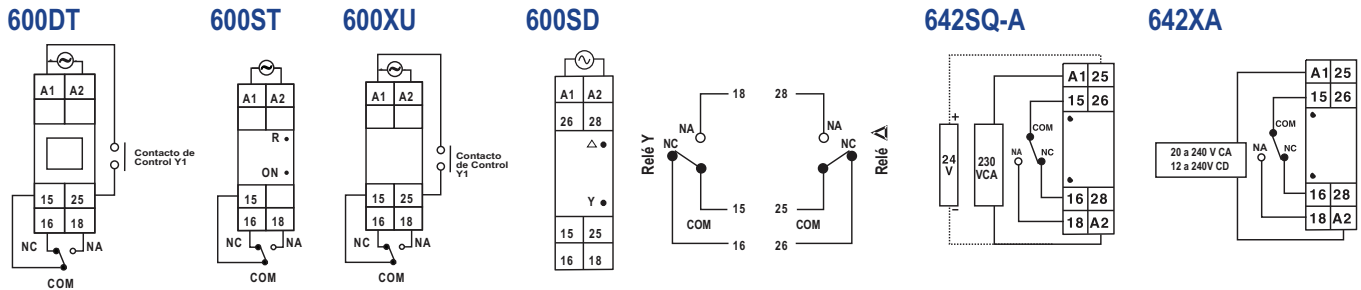 600DT
A1 A2
Contacto de
Control Y1
15 25
16 18
NC NA
COM
600ST
A1 A2
R
ON
15
16 18
NC NA
COM
600XU
A1 A2
Contacto
de Control
Y1
15 25
16 18
NC NA
COM
600SD
A1 A2
26 28
△
Y
15 25
16 18
18 28
NA NA
NC NC
Relé Y
Relé △
15 25
COM COM
16 26
642SQ-A
A1 25
15 26
+
COM
24
V
230
VCA
NA NC
–
16 28
18 A2
642XA
A1 25
15 26
COM
20 a 240 V CA
12 a 240V CD
NA NC
16 28
18 A2